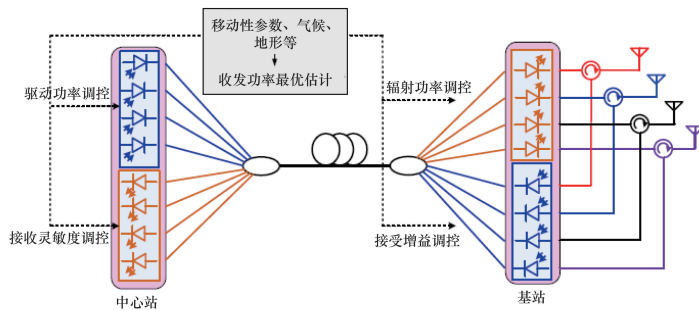 移动性参数、气候、
地形等
收发功率最优估计
驱动功率调控
辐射功率调控
接收灵敏度调控
接受增益调控
中心站
基站